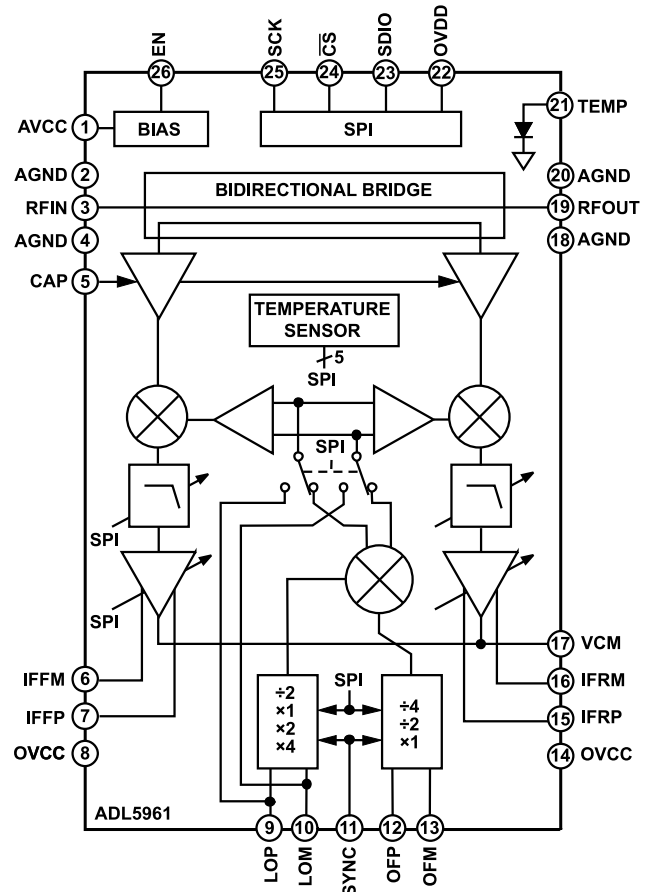 EN
SCK
CS
SDIO
OVDD
26
25
24
23
22
AVCC 1
BIAS
SPI
21 TEMP
AGND 2
20 AGND
BIDIRECTIONAL BRIDGE
RFIN 3
19 RFOUT
AGND 4
18 AGND
CAP 5
TEMPERATURE
SENSOR
5
SPI
SPI
SPI
SPI
17 VCM
IFFM 6
16 IFRM
SPI
IFFP 7
15 IFRP
÷2
×1
×2
×4
÷4
÷2
×1
OVCC 8
14 OVCC
ADL5961
9
10
11
12
13
LOP
LOM
SYNC
OFP
OFM